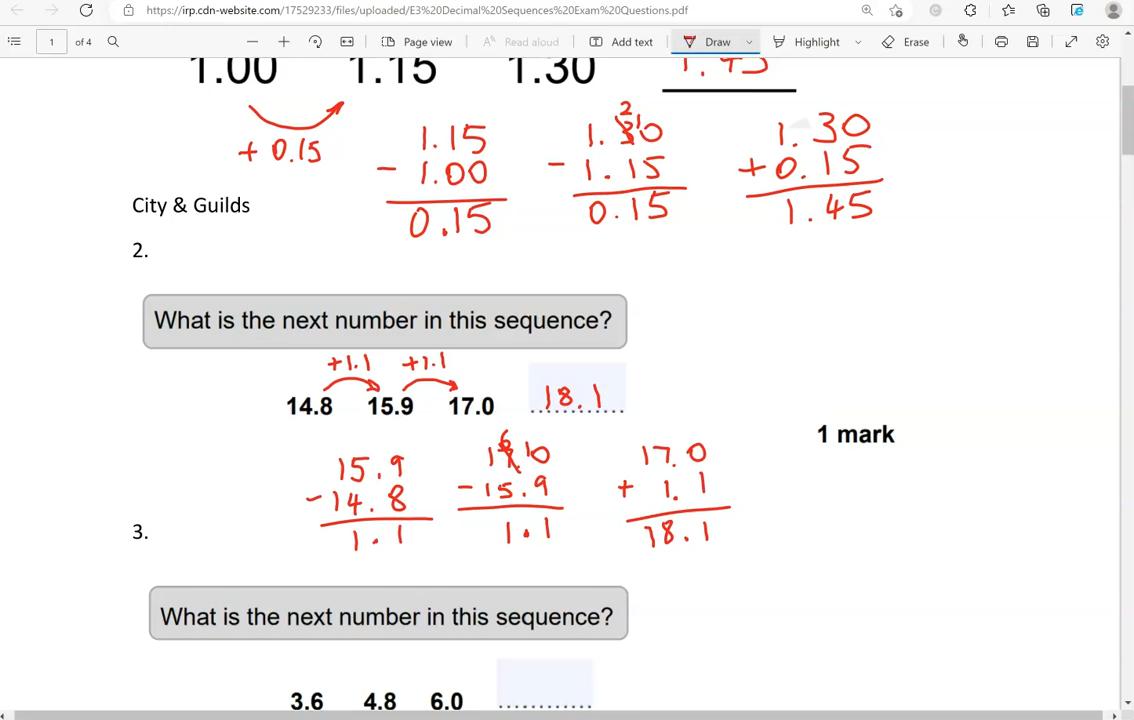 https://irp.cdn-website.com/17529233/files/uploaded/E3%20Decimal%20Sequences%20Exam%20Questions.pdf
1 of 4 Page view Read aloud Add text Draw Highlight Erase
1.00 1.15 1.30 1.45
+ 0.15
1.15
- 1.00
0.15
2 1
1.30
- 1.15
0.15
1.30
+ 0.15
1.45
City & Guilds
2.
What is the next number in this sequence?
+1.1 +1.1
14.8 15.9 17.0 18.1
1 mark
15.9
- 14.8
1.1
6
17.10
- 15.9
1.1
17.0
+ 1.1
18.1
3.
What is the next number in this sequence?
3.6 4.8 6.0